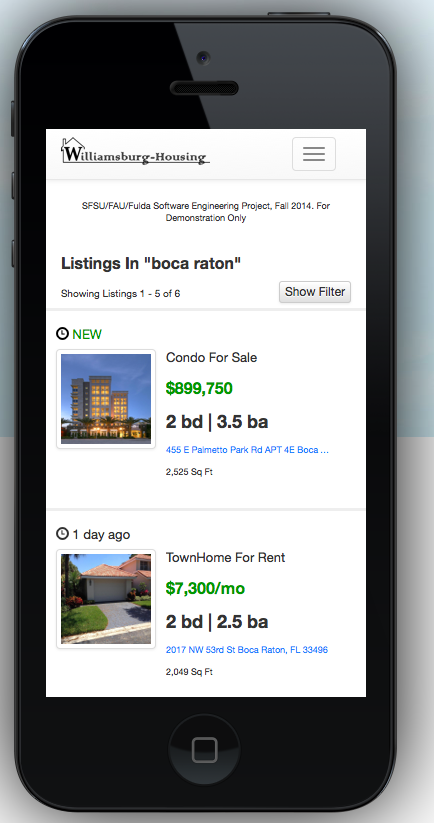 Williamsburg-Housing
SFSU/FAU/Fulda Software Engineering Project, Fall 2014. For
Demonstration Only
Listings In "boca raton"
Showing Listings 1 - 5 of 6
Show Filter
NEW
Condo For Sale
$899,750
2 bd | 3.5 ba
455 E Palmetto Park Rd APT 4E Boca ...
2,525 Sq Ft
1 day ago
TownHome For Rent
$7,300/mo
2 bd | 2.5 ba
2017 NW 53rd St Boca Raton, FL 33496
2,049 Sq Ft